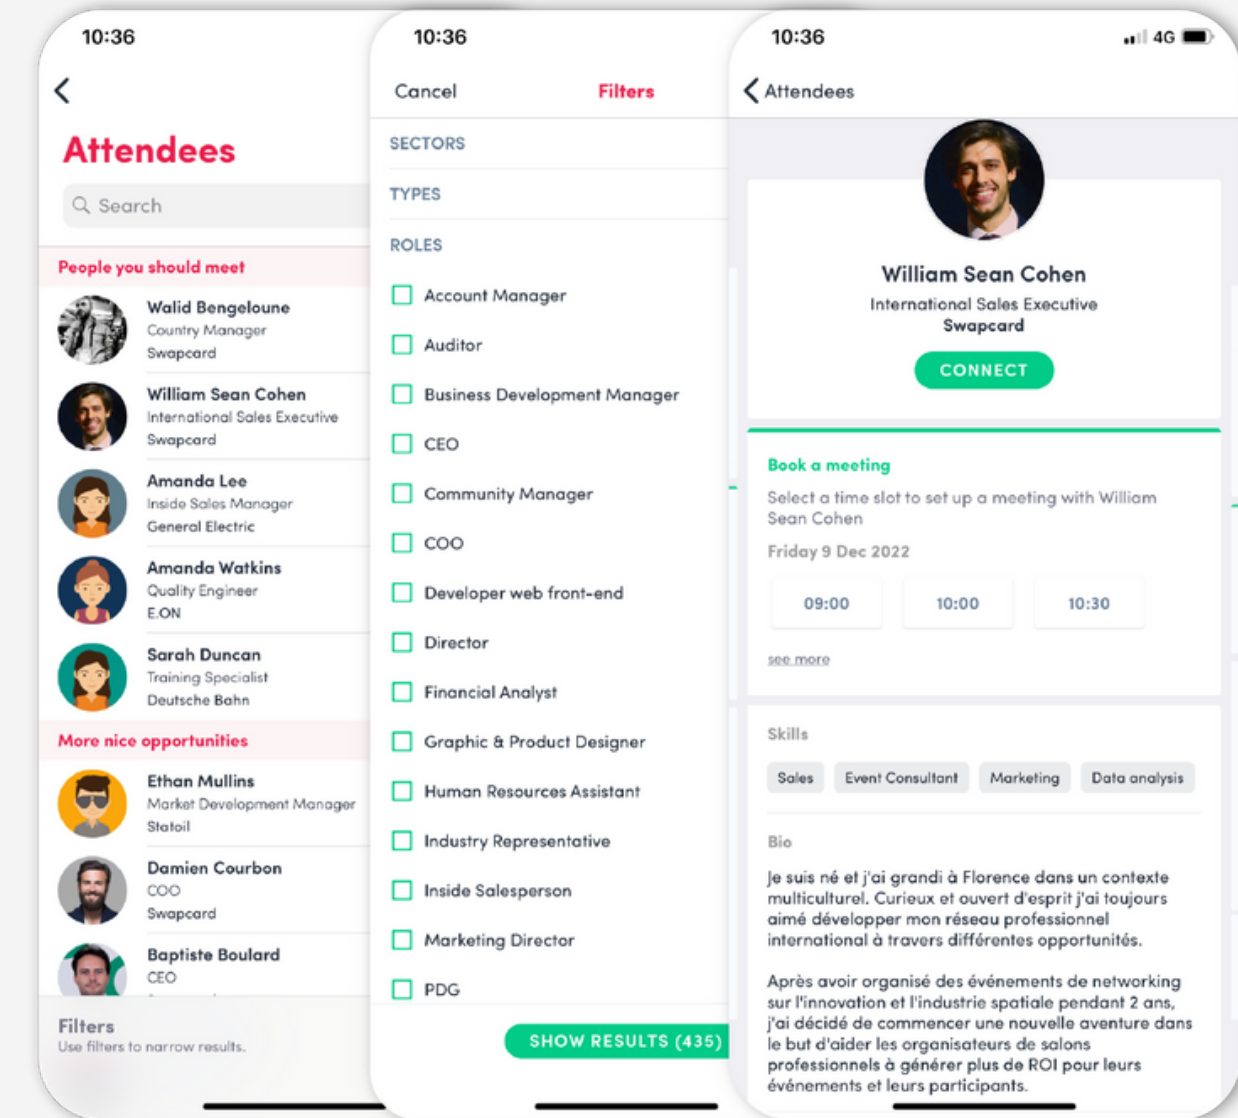 10:36
Attendees
Search
People you should meet
Walid Bengeloune
Country Manager
Swapcard
William Sean Cohen
International Sales Executive
Swapcard
Amanda Lee
Inside Sales Manager
General Electric
Amanda Watkins
Quality Engineer
E.ON
Sarah Duncan
Training Specialist
Deutsche Bahn
More nice opportunities
Ethan Mullins
Market Development Manager
Statoil
Damien Courbon
COO
Swapcard
Baptiste Boulard
CEO
Filters
Use filters to narrow results.
10:36
Cancel
Filters
SECTORS
TYPES
ROLES
Account Manager
Auditor
Business Development Manager
CEO
Community Manager
COO
Developer web front-end
Director
Financial Analyst
Graphic & Product Designer
Human Resources Assistant
Industry Representative
Inside Salesperson
Marketing Director
PDG
SHOW RESULTS (435)
10:36
4G
Attendees
William Sean Cohen
International Sales Executive
Swapcard
CONNECT
Book a meeting
Select a time slot to set up a meeting with William
Sean Cohen
Friday 9 Dec 2022
09:00 10:00 10:30
see more
Skills
Sales Event Consultant Marketing Data analysis
Bio
Je suis né et j'ai grandi à Florence dans un contexte
multiculturel. Curieux et ouvert d'esprit j'ai toujours
aimé développer mon réseau professionnel
international à travers différentes opportunités.
Après avoir organisé des événements de networking
sur l'innovation et l'industrie spatiale pendant 2 ans,
j'ai décidé de commencer une nouvelle aventure dans
le but d'aider les organisateurs de salons
professionnels à générer plus de ROI pour leurs
événements et leurs participants.